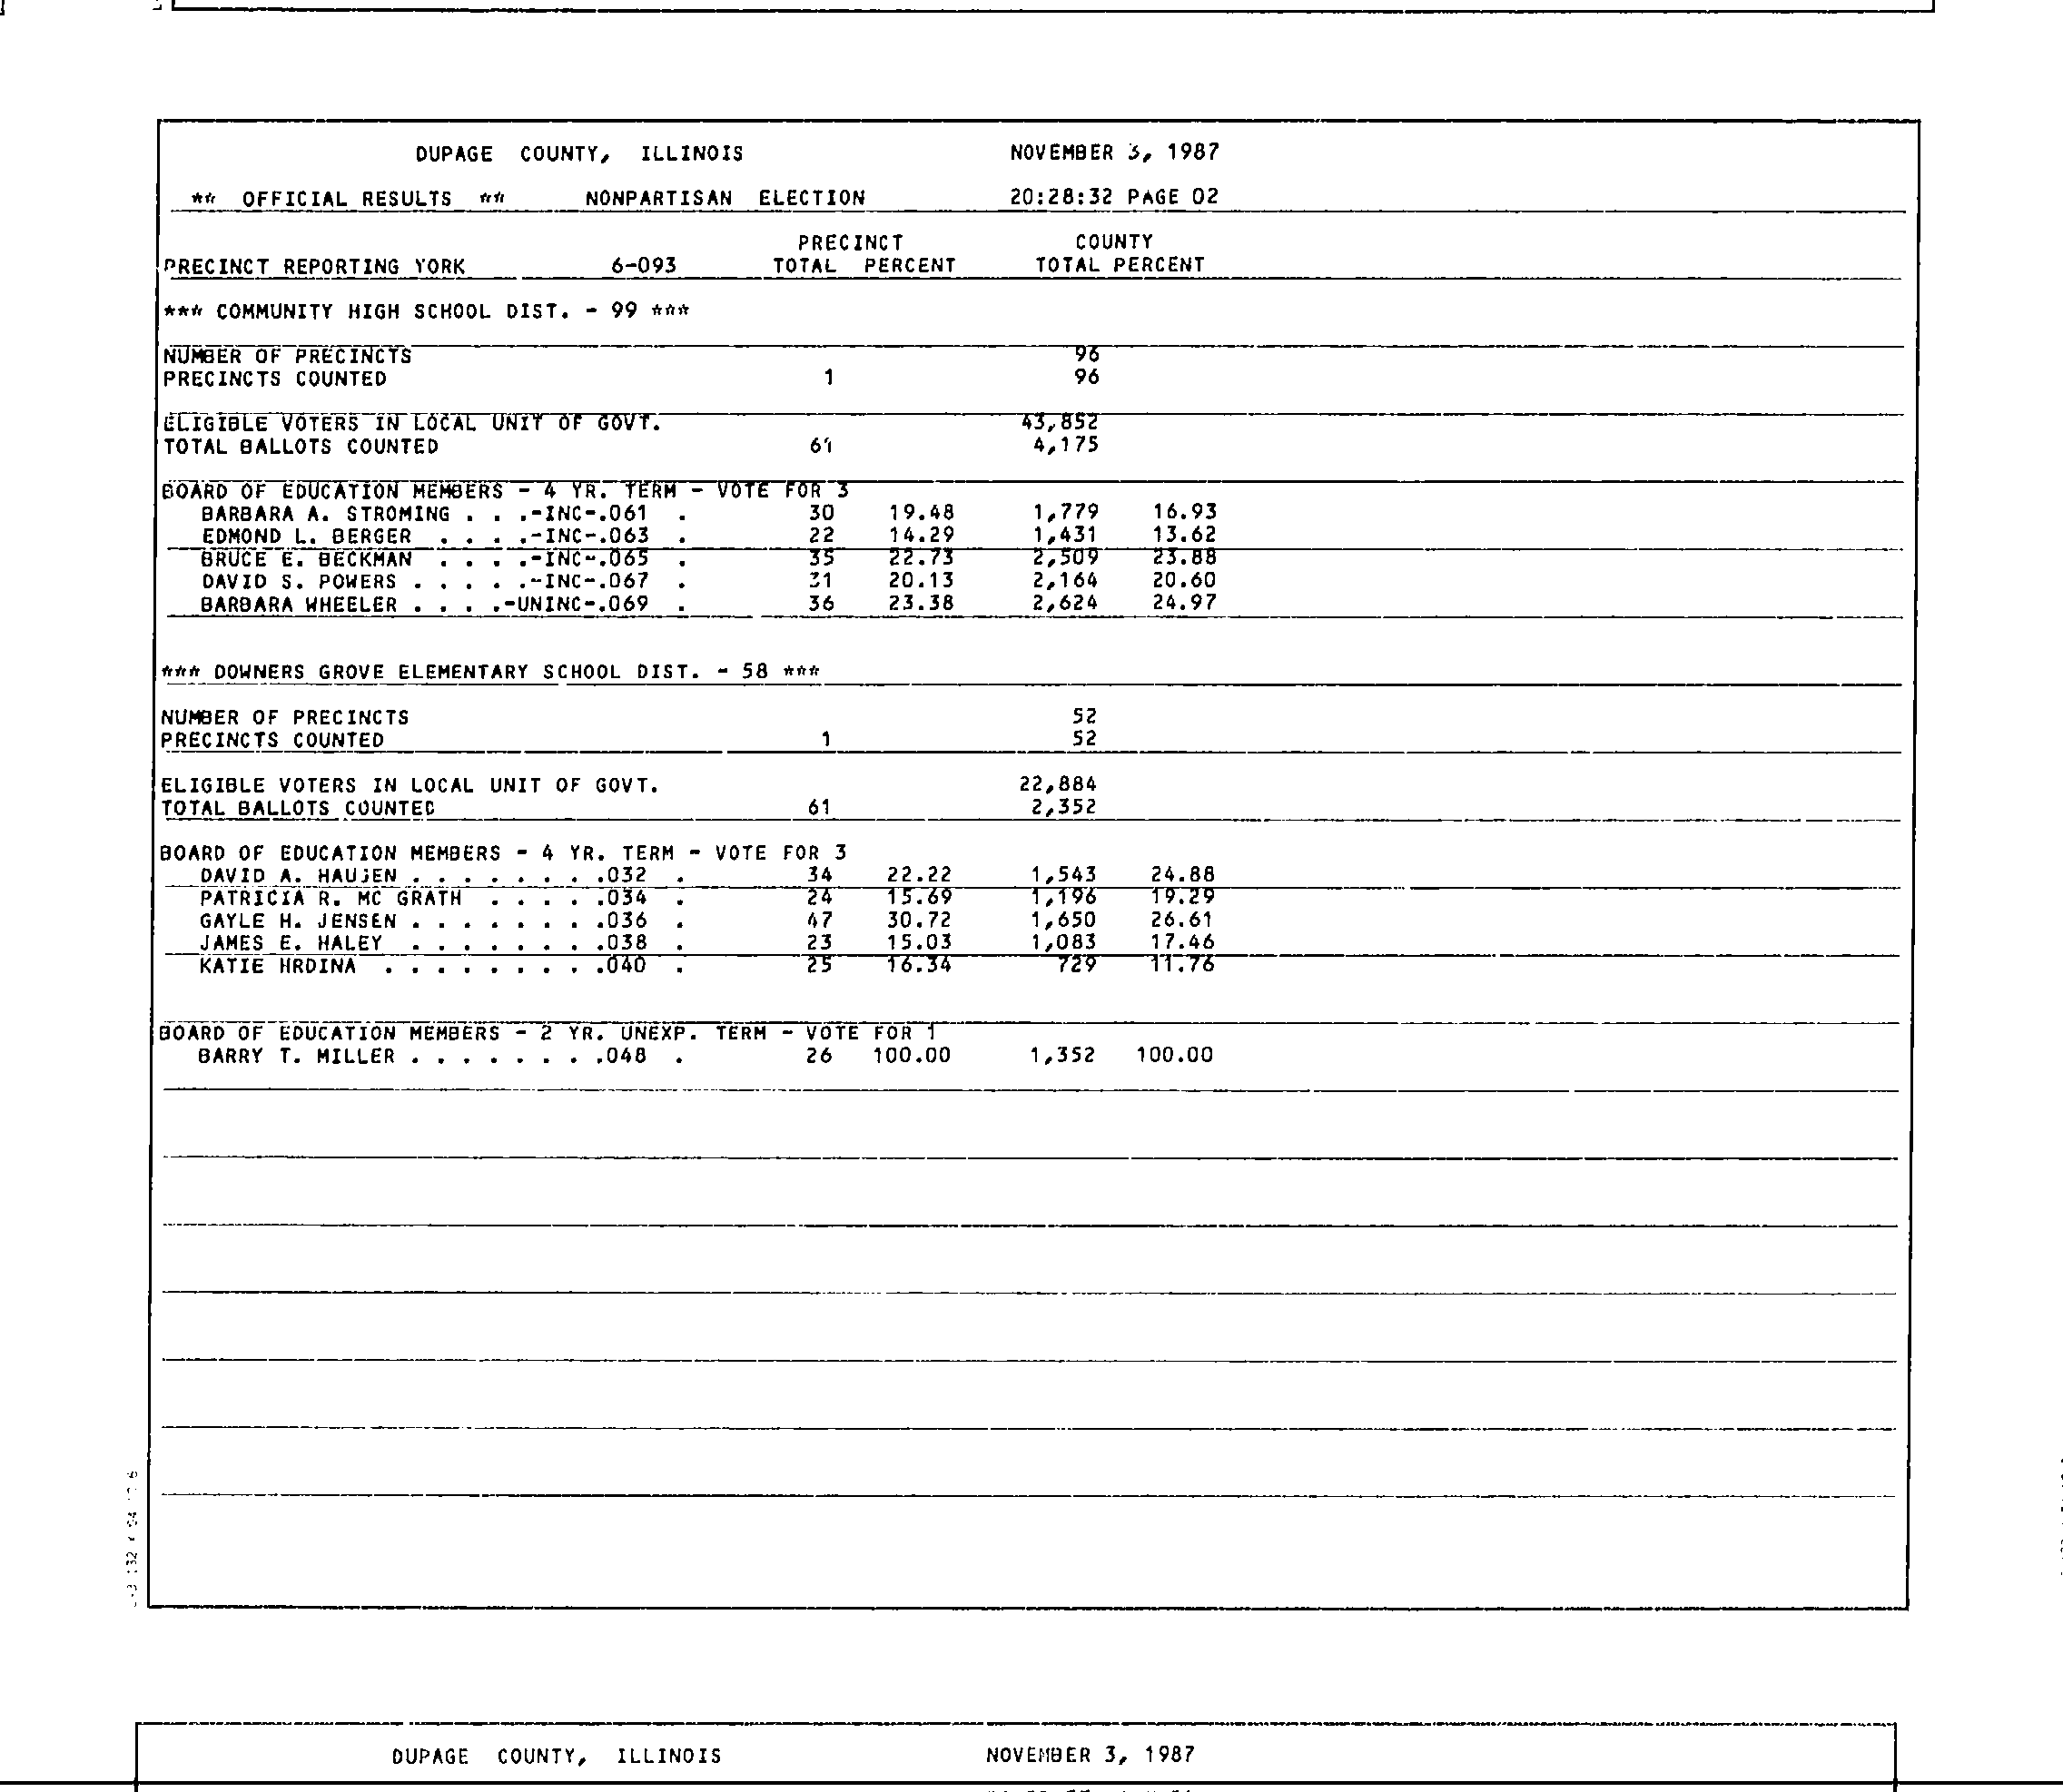 DUPAGE COUNTY, ILLINOIS NOVEMBER 3, 1987
** OFFICIAL RESULTS ** NONPARTISAN ELECTION 20:28:32 PAGE 02
PRECINCT COUNTY
PRECINCT REPORTING YORK 6-093 TOTAL PERCENT TOTAL PERCENT
*** COMMUNITY HIGH SCHOOL DIST. - 99 ***
NUMBER OF PRECINCTS 96
PRECINCTS COUNTED 1 96
ELIGIBLE VOTERS IN LOCAL UNIT OF GOVT. 43,852
TOTAL BALLOTS COUNTED 61 4,175
BOARD OF EDUCATION MEMBERS - 4 YR. TERM - VOTE FOR 3
BARBARA A. STROMING . . .-INC-.061 . 30 19.48 1,779 16.93
EDMOND L. BERGER . . . .-INC-.063 . 22 14.29 1,431 13.62
BRUCE E. BECKMAN . . . .-INC-.065 . 35 22.73 2,509 23.88
DAVID S. POWERS . . . . .-INC-.067 . 31 20.13 2,164 20.60
BARBARA WHEELER . . . .-UNINC-.069 . 36 23.38 2,624 24.97
*** DOWNERS GROVE ELEMENTARY SCHOOL DIST. - 58 ***
NUMBER OF PRECINCTS 52
PRECINCTS COUNTED 1 52
ELIGIBLE VOTERS IN LOCAL UNIT OF GOVT. 22,884
TOTAL BALLOTS COUNTED 61 2,352
BOARD OF EDUCATION MEMBERS - 4 YR. TERM - VOTE FOR 3
DAVID A. HAUJEN . . . . . . . .032 . 34 22.22 1,543 24.88
PATRICIA R. MC GRATH . . . . .034 . 24 15.69 1,196 19.29
GAYLE H. JENSEN . . . . . . . .036 . 47 30.72 1,650 26.61
JAMES E. HALEY . . . . . . . .038 . 23 15.03 1,083 17.46
KATIE HRDINA . . . . . . . . .040 . 25 16.34 729 11.76
BOARD OF EDUCATION MEMBERS - 2 YR. UNEXP. TERM - VOTE FOR 1
BARRY T. MILLER . . . . . . . .048 . 26 100.00 1,352 100.00
DUPAGE COUNTY, ILLINOIS NOVEMBER 3, 1987